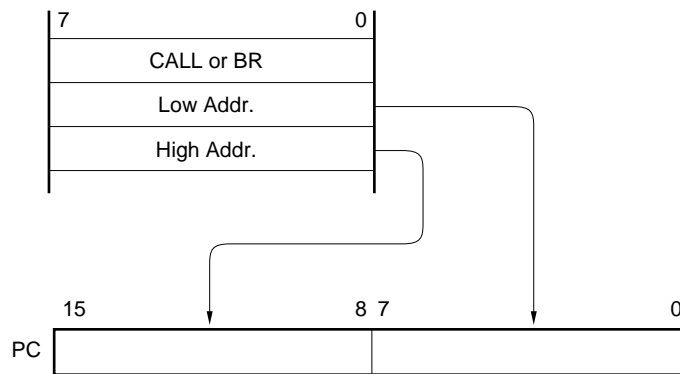 7 0
CALL or BR
Low Addr.
High Addr.
15 8 7 0
PC